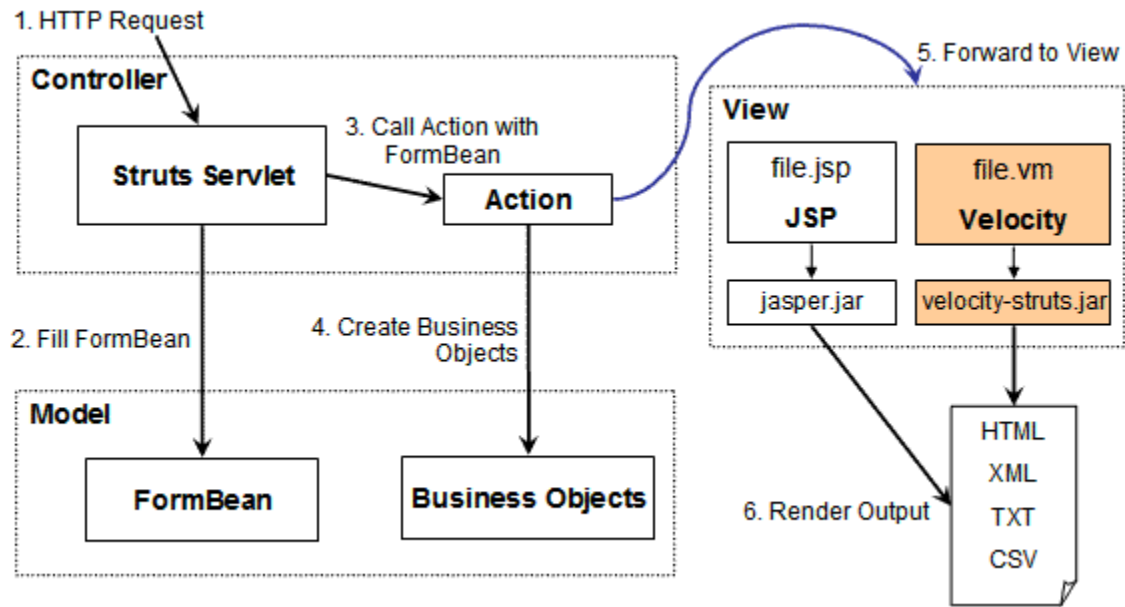 1. HTTP Request
Controller
Struts Servlet
3. Call Action with
FormBean
Action
5. Forward to View
View
file.jsp
JSP
file.vm
Velocity
jasper.jar
velocity-struts.jar
2. Fill FormBean
4. Create Business
Objects
Model
FormBean
Business Objects
6. Render Output
HTML
XML
TXT
CSV